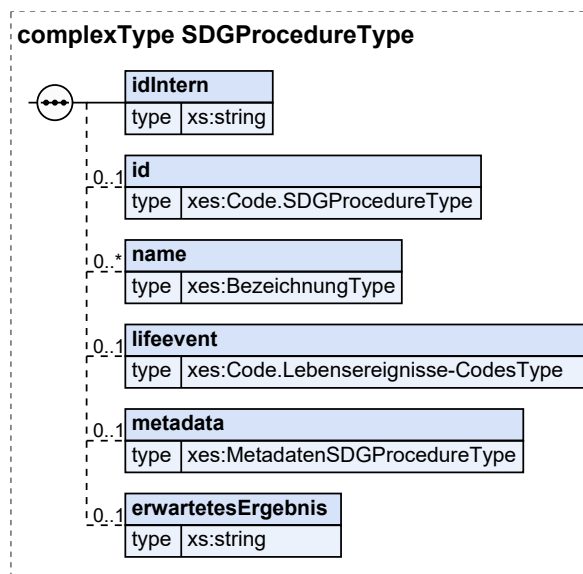 complexType SDGProcedureType
idIntern
type xs:string
0..1
id
type xes:Code.SDGProcedureType
0..*
name
type xes:BezeichnungType
0..1
lifeevent
type xes:Code.Lebensereignisse-CodesType
0..1
metadata
type xes:MetadatenSDGProcedureType
0..1
erwartetesErgebnis
type xs:string